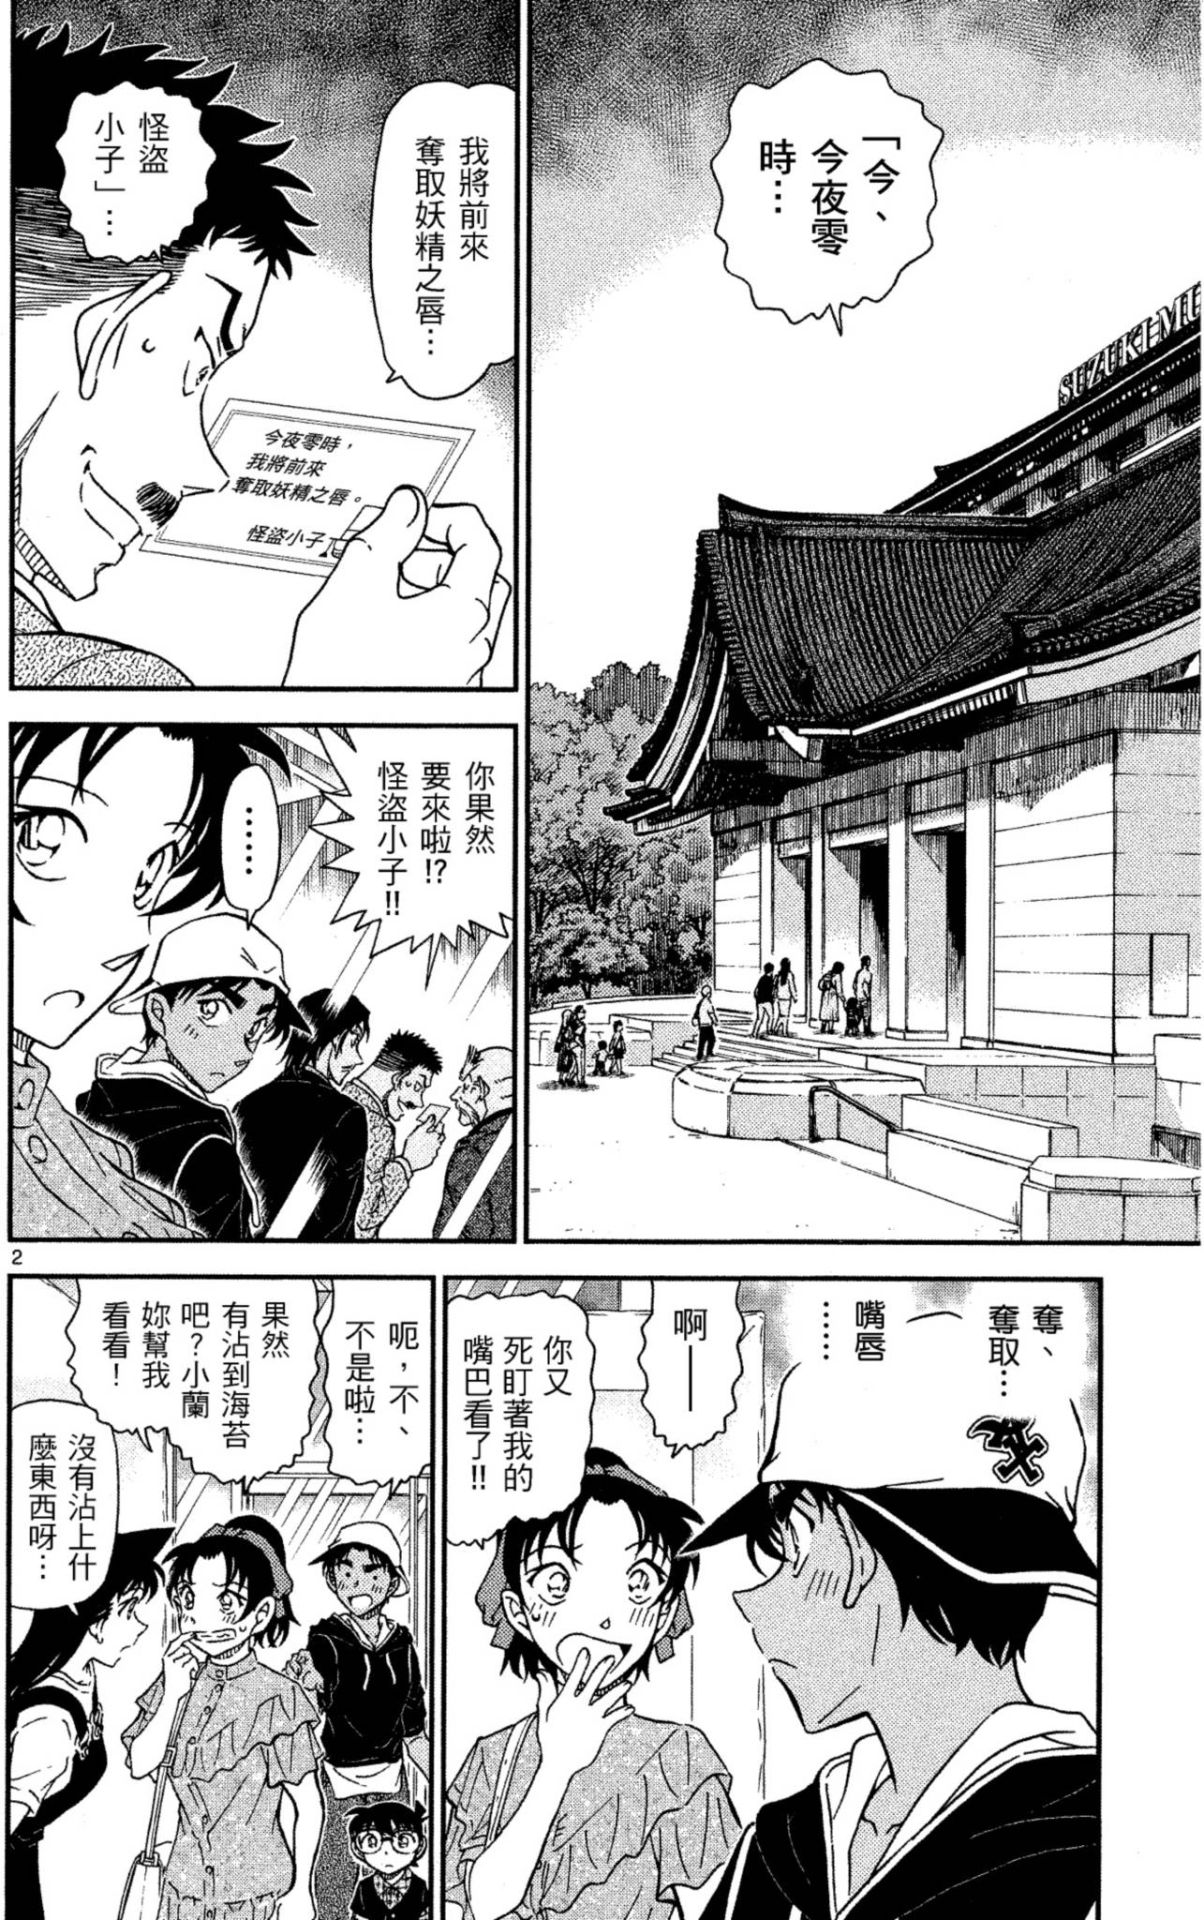 「今、
今夜零
時…
SUZUKI MU
我將前來
奪取妖精之唇…
怪盜
小子」…
今夜零時，
我將前來
奪取妖精之唇。
怪盜小子
你果然
要來啦!?
怪盜小子!!
……
2
奪、
奪取…
嘴唇
……
啊——
你又
死盯著我的
嘴巴看了!!
呃，不、
不是啦…
果然
有沾到海苔
吧？小蘭
妳幫我
看看！
沒有沾上什
麼東西呀…